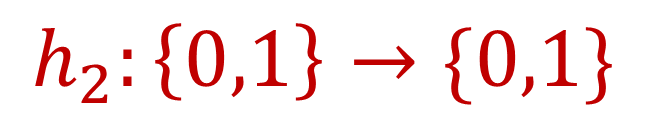 h₂:{0,1} → {0,1}